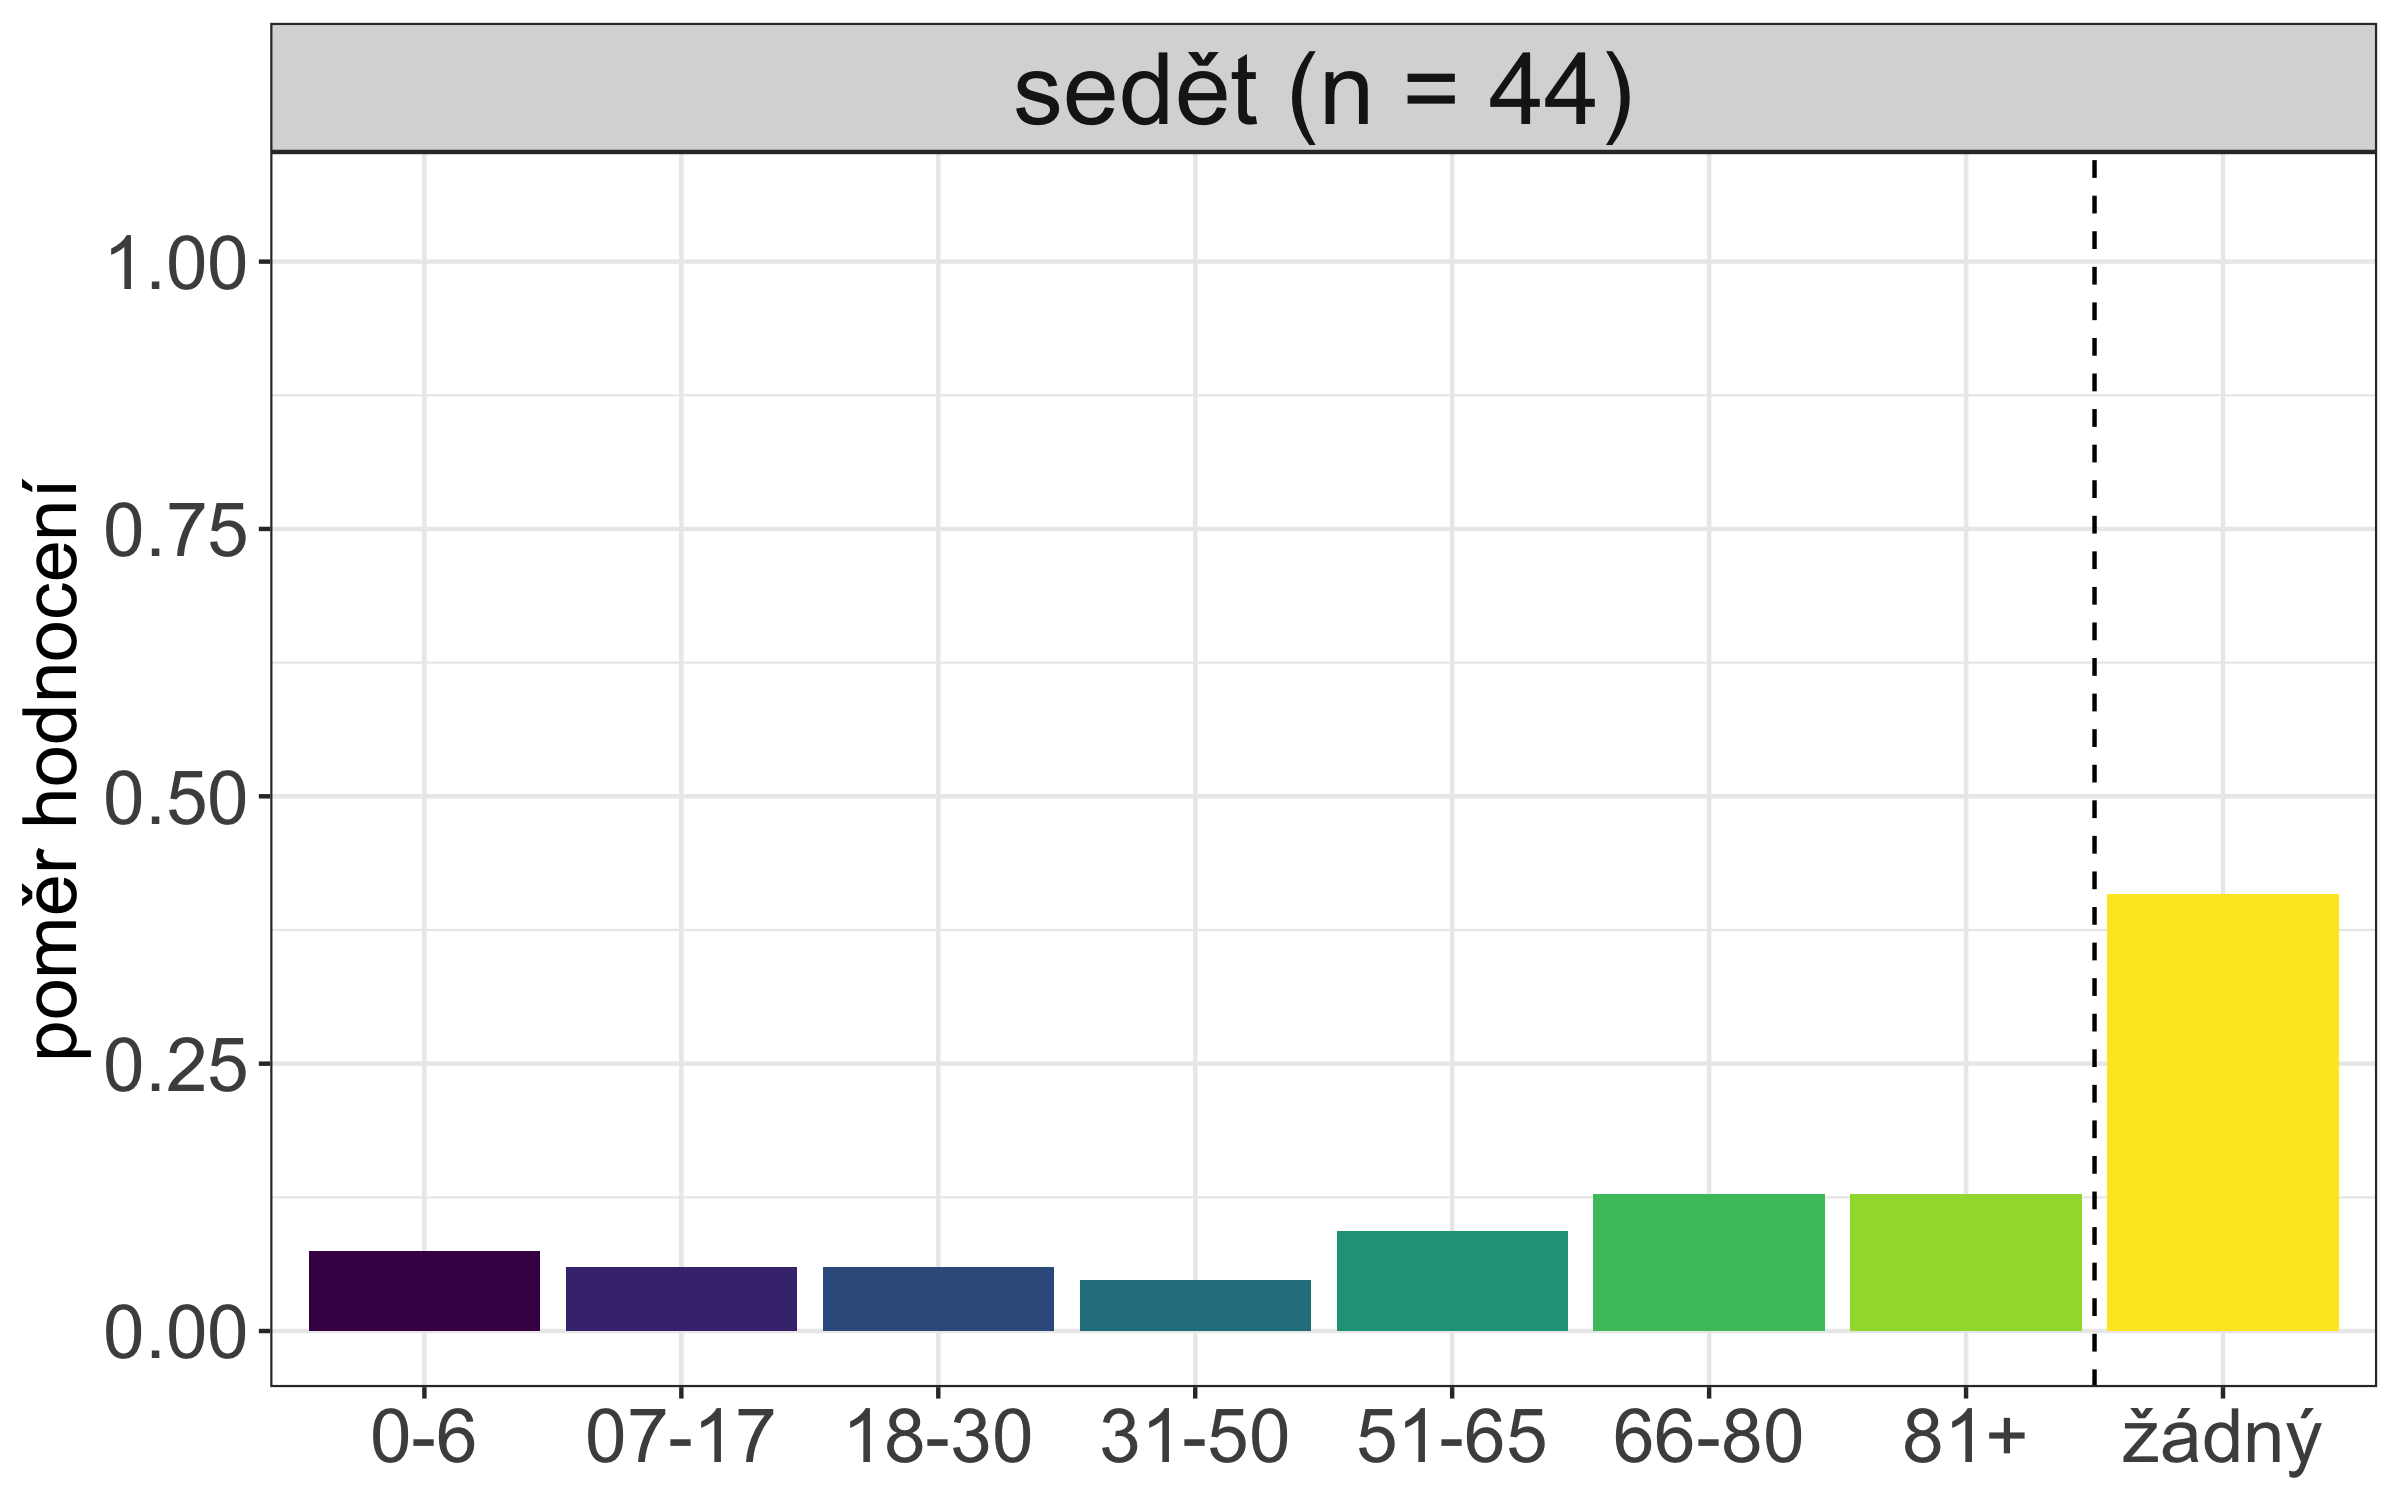 sedět (n = 44)
poměr hodnocení
1.00
0.75
0.50
0.25
0.00
0-6 07-17 18-30 31-50 51-65 66-80 81+ žádný